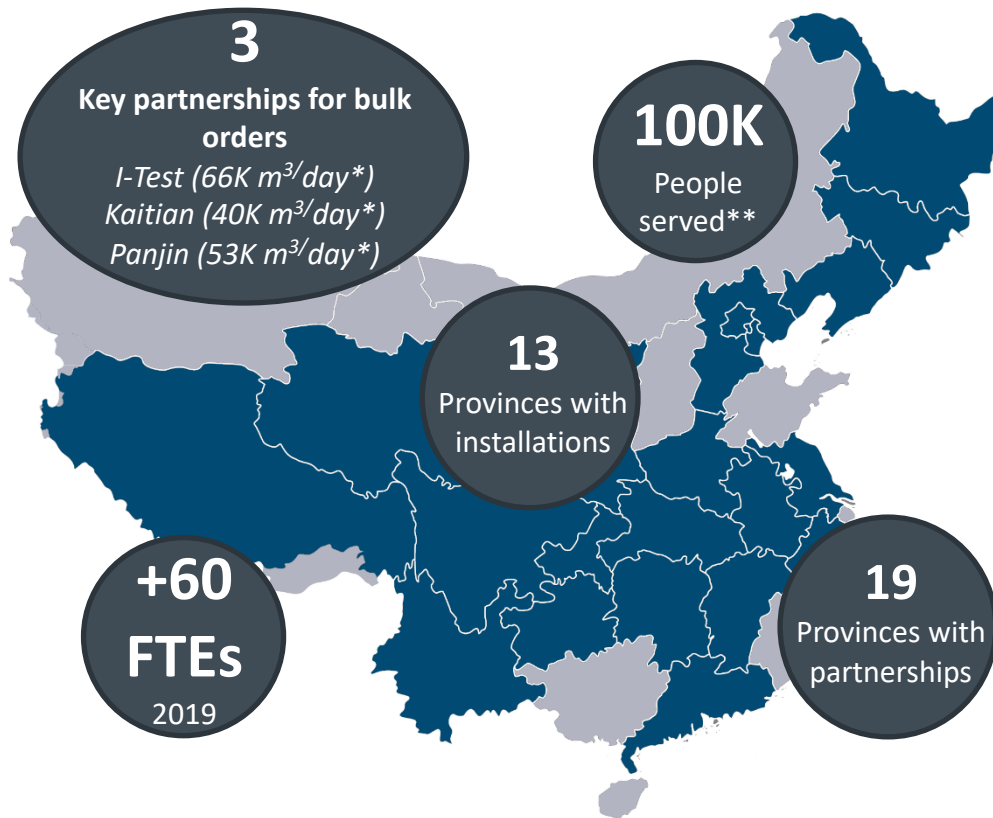 3
Key partnerships for bulk
orders
I-Test (66K m³/day*)
Kaitian (40K m³/day*)
Panjin (53K m³/day*)
100K
People
served**
13
Provinces with
installations
+60
FTEs
2019
19
Provinces with
partnerships